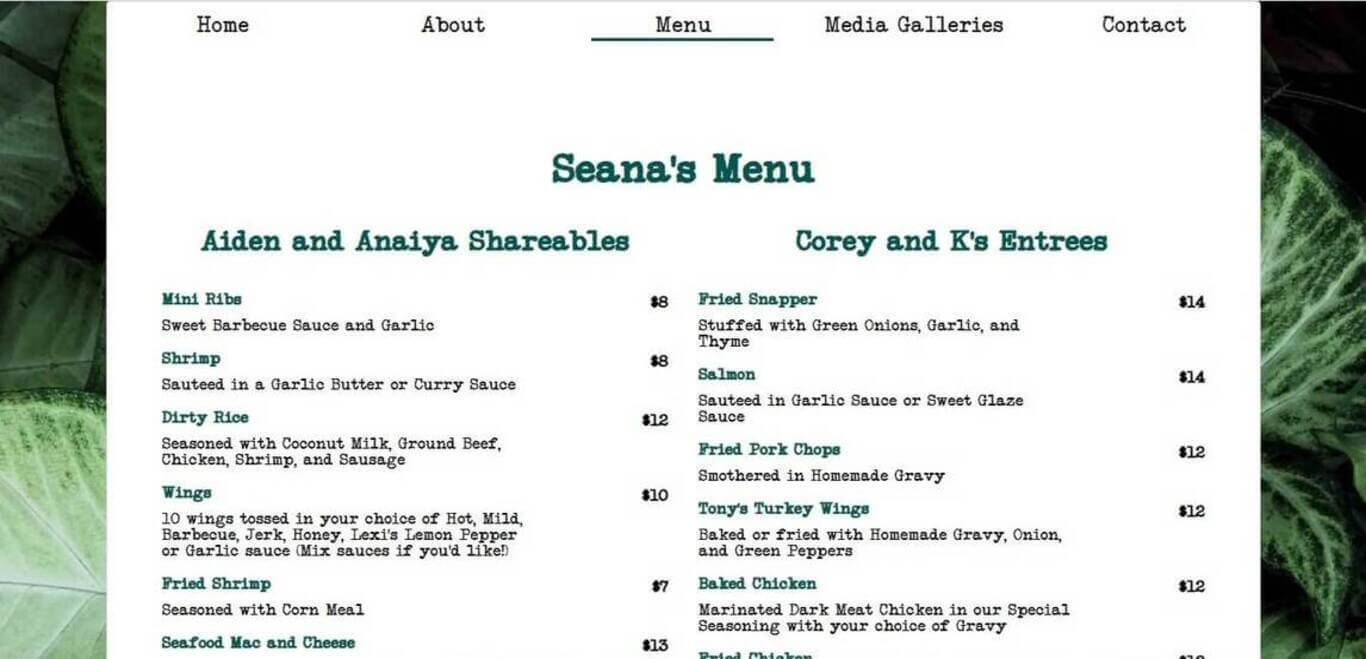 Home About Menu Media Galleries Contact
Seana's Menu
Aiden and Anaiya Shareables
Mini Ribs $8
Sweet Barbecue Sauce and Garlic
Shrimp $8
Sauteed in a Garlic Butter or Curry Sauce
Dirty Rice $12
Seasoned with Coconut Milk, Ground Beef,
Chicken, Shrimp, and Sausage
Wings $10
10 wings tossed in your choice of Hot, Mild,
Barbecue, Jerk, Honey, Lexi's Lemon Pepper
or Garlic sauce (Mix sauces if you'd like!)
Fried Shrimp $7
Seasoned with Corn Meal
Seafood Mac and Cheese $13
Corey and K's Entrees
Fried Snapper $14
Stuffed with Green Onions, Garlic, and
Thyme
Salmon $14
Sauteed in Garlic Sauce or Sweet Glaze
Sauce
Fried Pork Chops $12
Smothered in Homemade Gravy
Tony's Turkey Wings $12
Baked or fried with Homemade Gravy, Onion,
and Green Peppers
Baked Chicken $12
Marinated Dark Meat Chicken in our Special
Seasoning with your choice of Gravy
Fried Chicken